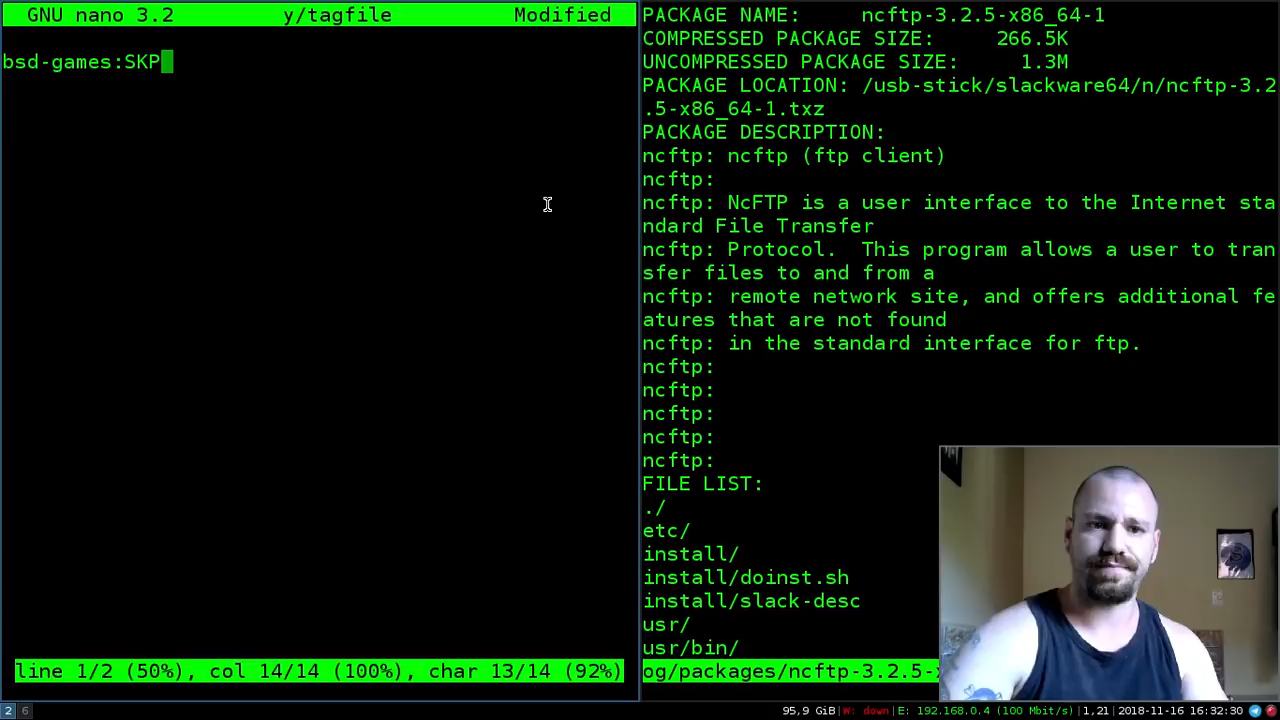 GNU nano 3.2 y/tagfile Modified
bsd-games:SKP
line 1/2 (50%), col 14/14 (100%), char 13/14 (92%)
PACKAGE NAME: ncftp-3.2.5-x86_64-1
COMPRESSED PACKAGE SIZE: 266.5K
UNCOMPRESSED PACKAGE SIZE: 1.3M
PACKAGE LOCATION: /usb-stick/slackware64/n/ncftp-3.2
.5-x86_64-1.txz
PACKAGE DESCRIPTION:
ncftp: ncftp (ftp client)
ncftp:
ncftp: NcFTP is a user interface to the Internet sta
ndard File Transfer
ncftp: Protocol.  This program allows a user to tran
sfer files to and from a
ncftp: remote network site, and offers additional fe
atures that are not found
ncftp: in the standard interface for ftp.
ncftp:
ncftp:
ncftp:
ncftp:
ncftp:
FILE LIST:
./
etc/
install/
install/doinst.sh
install/slack-desc
usr/
usr/bin/
og/packages/ncftp-3.2.5-
2 6 95,9 GiB|W: down|E: 192.168.0.4 (100 Mbit/s)|1,21|2018-11-16 16:32:30